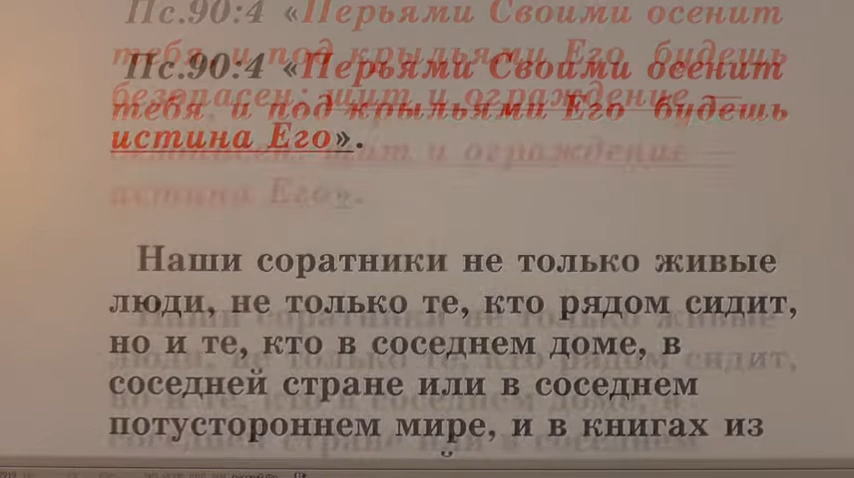 Пс.90:4 «Перьями Своими осенит
тебя, и под крыльями Его будешь
безопасен; щит и ограждение –
истина Его».
Наши соратники не только живые
люди, не только те, кто рядом сидит,
но и те, кто в соседнем доме, в
соседней стране или в соседнем
потустороннем мире, и в книгах из